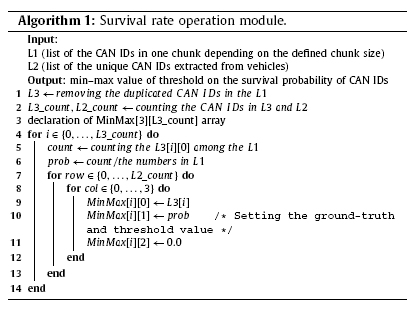 Algorithm 1: Survival rate operation module.
Input:
L1 (list of the CAN IDs in one chunk depending on the defined chunk size)
L2 (list of the unique CAN IDs extracted from vehicles)
Output: min–max value of threshold on the survival probability of CAN IDs
1 L3 ← removing the duplicated CAN IDs in the L1
2 L3_count, L2_count ← counting the CAN IDs in L3 and L2
3 declaration of MinMax[3][L3_count] array
4 for i ∈ {0, . . . , L3_count} do
5 count ← counting the L3[i][0] among the L1
6 prob ← count/the numbers in L1
7 for row ∈ {0, . . . , L2_count} do
8 for col ∈ {0, . . . , 3} do
9 MinMax[i][0] ← L3[i]
10 MinMax[i][1] ← prob /* Setting the ground-truth
and threshold value */
11 MinMax[i][2] ← 0.0
12 end
13 end
14 end